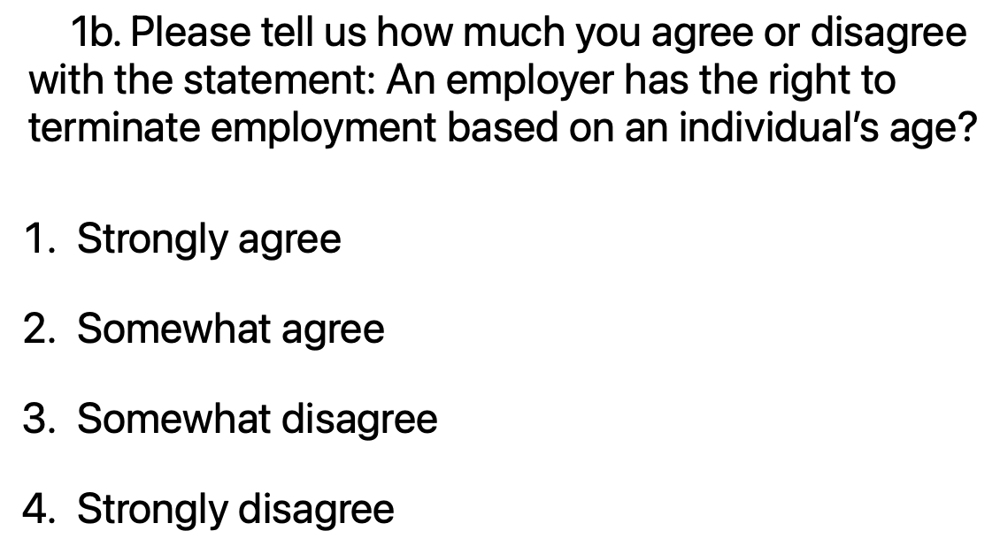 1b. Please tell us how much you agree or disagree
with the statement: An employer has the right to
terminate employment based on an individual’s age?
1. Strongly agree
2. Somewhat agree
3. Somewhat disagree
4. Strongly disagree